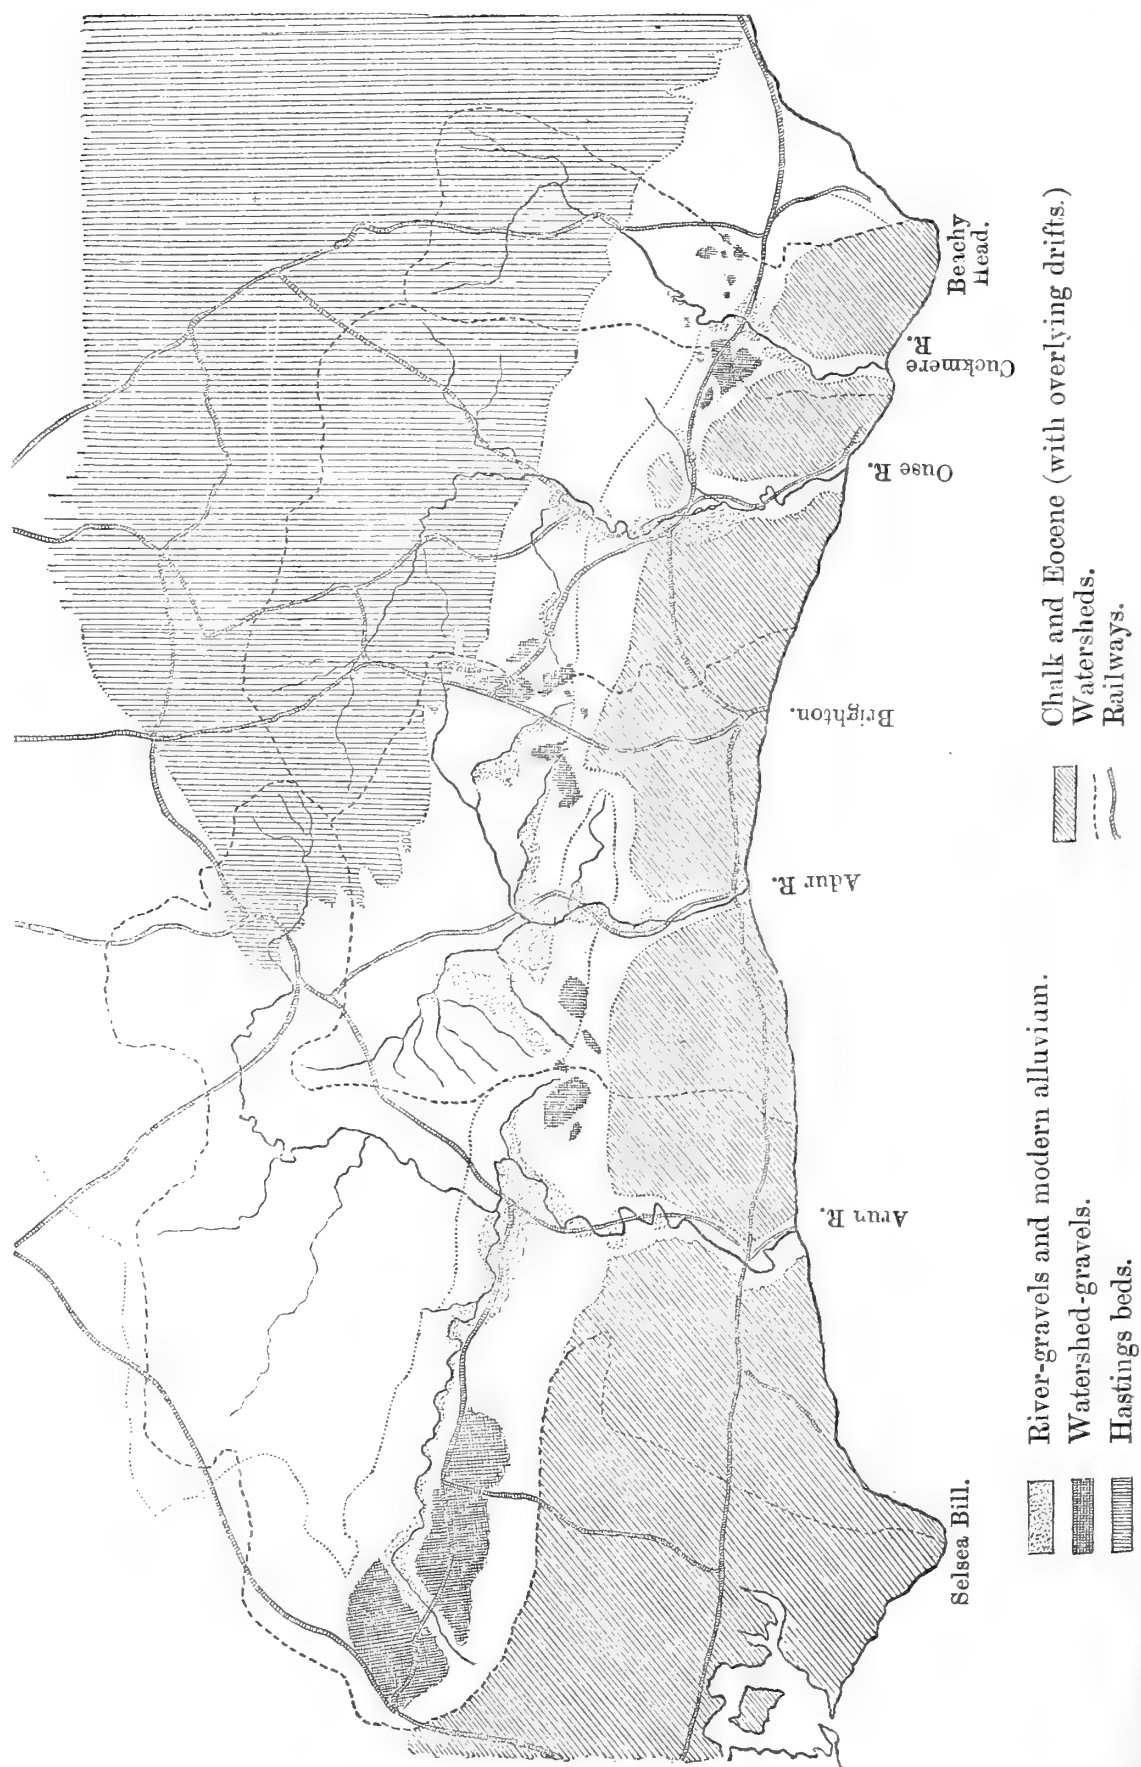 Selsea Bill.
Arun R.
Adur R.
Brighton.
Ouse R.
Cuckmere
R.
Beachy
Head.
River-gravels and modern alluvium.
Watershed-gravels.
Hastings beds.
Chalk and Eocene (with overlying drifts.)
Watersheds.
Railways.